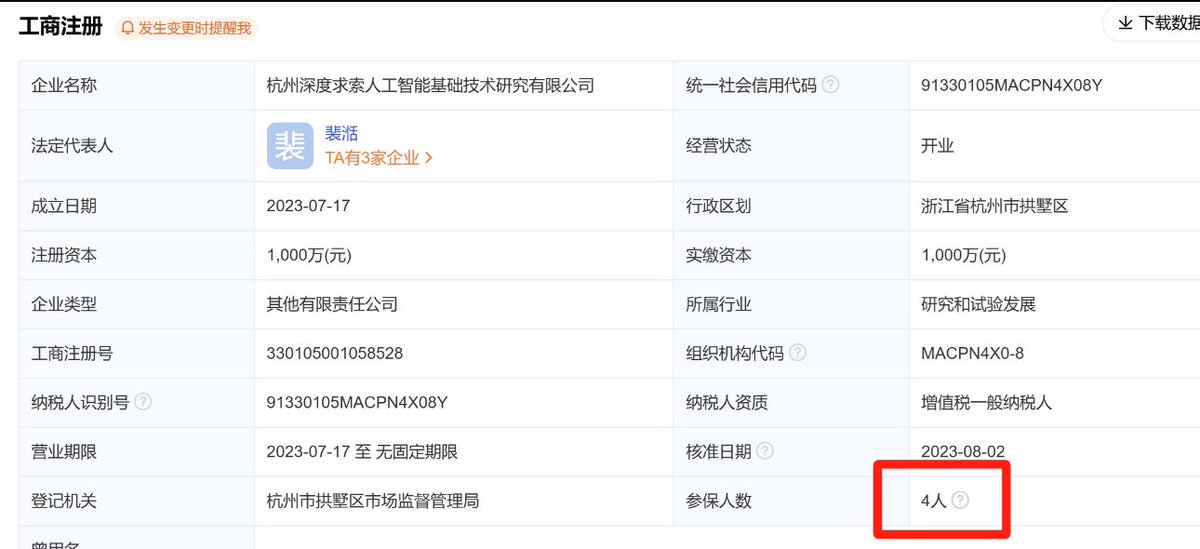 工商注册 发生变更时提醒我 下载数据
企业名称 杭州深度求索人工智能基础技术研究有限公司 统一社会信用代码 ? 91330105MACPN4X08Y
法定代表人 裴 裴湉 TA有3家企业 > 经营状态 开业
成立日期 2023-07-17 行政区划 浙江省杭州市拱墅区
注册资本 1,000万(元) 实缴资本 1,000万(元)
企业类型 其他有限责任公司 所属行业 研究和试验发展
工商注册号 330105001058528 组织机构代码 ? MACPN4X0-8
纳税人识别号 ? 91330105MACPN4X08Y 纳税人资质 增值税一般纳税人
营业期限 2023-07-17 至 无固定期限 核准日期 ? 2023-08-02
登记机关 杭州市拱墅区市场监督管理局 参保人数 4人 ?
曾用名